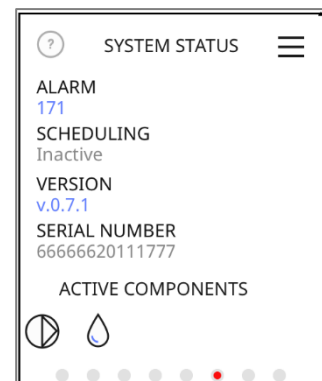 ?
SYSTEM STATUS
ALARM
171
SCHEDULING
Inactive
VERSION
v.0.7.1
SERIAL NUMBER
66666620111777
ACTIVE COMPONENTS